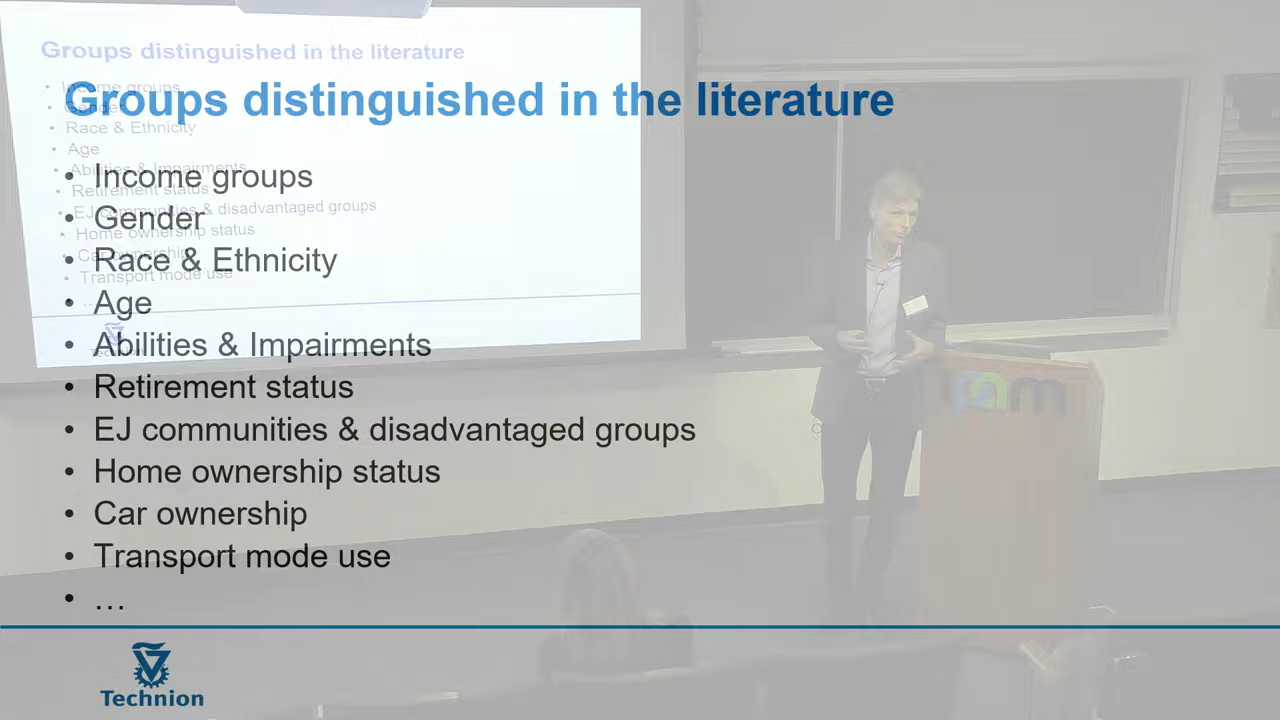 Groups distinguished in the literature
• Income groups
• Gender
• Race & Ethnicity
• Age
• Abilities & Impairments
• Retirement status
• EJ communities & disadvantaged groups
• Home ownership status
• Car ownership
• Transport mode use
• …
Technion
Groups distinguished in the literature
• Income groups
• Gender
• Race & Ethnicity
• Age
• Abilities & Impairments
• Retirement status
• EJ communities & disadvantaged groups
• Home ownership status
• Car ownership
• Transport mode use